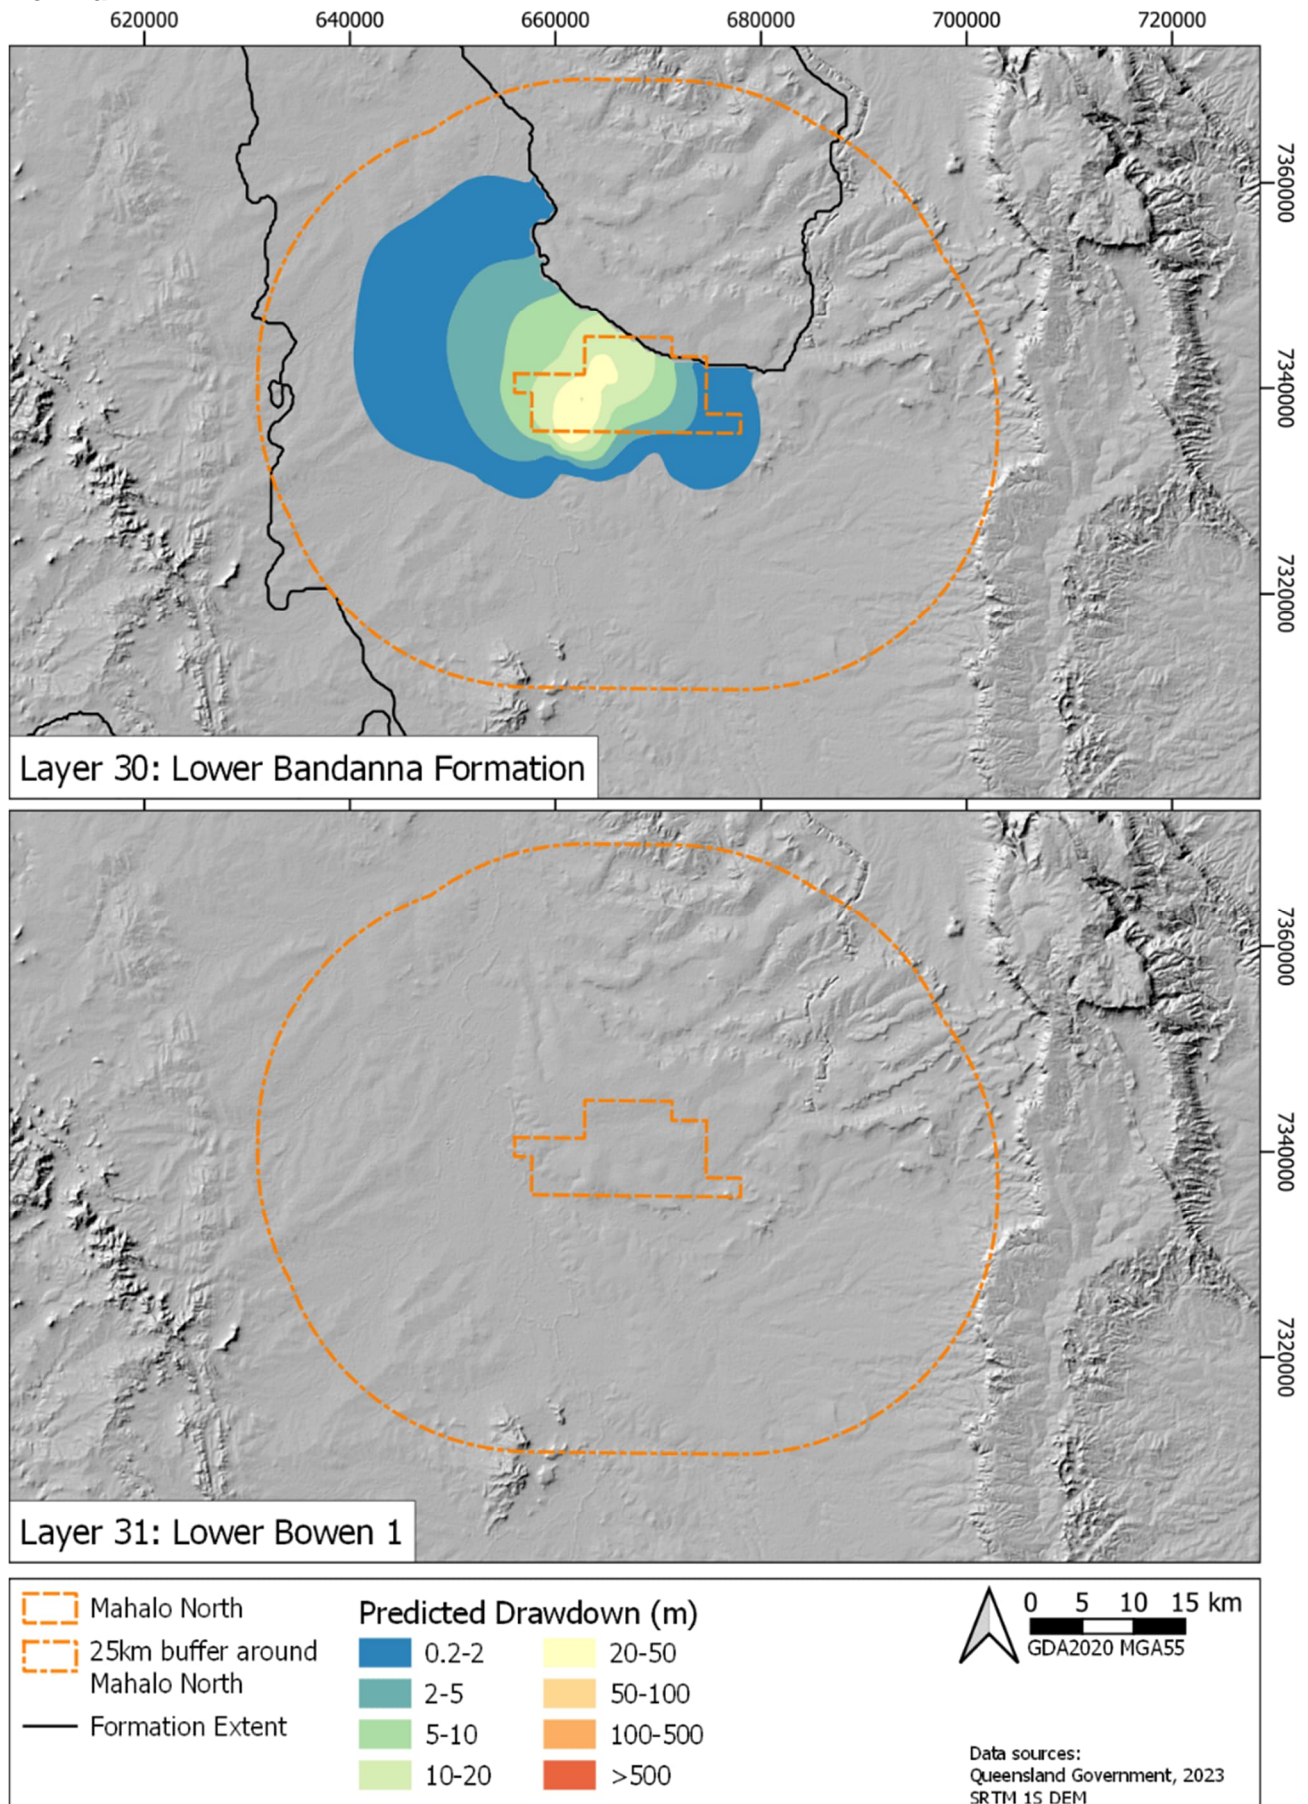 620000 640000 660000 680000 700000 720000
7360000
7340000
7320000
Layer 30: Lower Bandanna Formation
7360000
7340000
7320000
Layer 31: Lower Bowen 1
Mahalo North
25km buffer around
Mahalo North
Formation Extent
Predicted Drawdown (m)
0.2-2
2-5
5-10
10-20
20-50
50-100
100-500
>500
0 5 10 15 km
GDA2020 MGA55
Data sources:
Queensland Government, 2023
SRTM 1S DEM